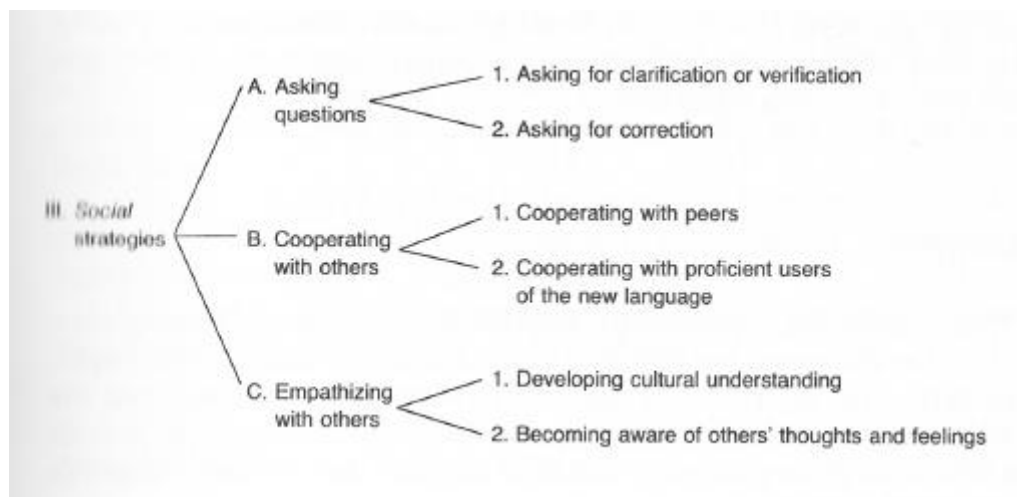 A. Asking
questions
1. Asking for clarification or verification
2. Asking for correction
III. Social
strategies
B. Cooperating
with others
1. Cooperating with peers
2. Cooperating with proficient users
of the new language
C. Empathizing
with others
1. Developing cultural understanding
2. Becoming aware of others' thoughts and feelings